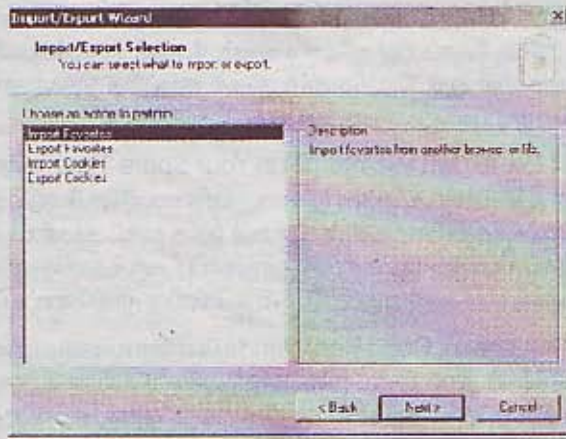 Import/Export Wizard
Import/Export Selection
You can select what to import or export.
Choose an action to perform.
Import Favorites
Export Favorites
Import Cookies
Export Cookies
Description
Import favorites from another browser or file.
< Back
Next >
Cancel